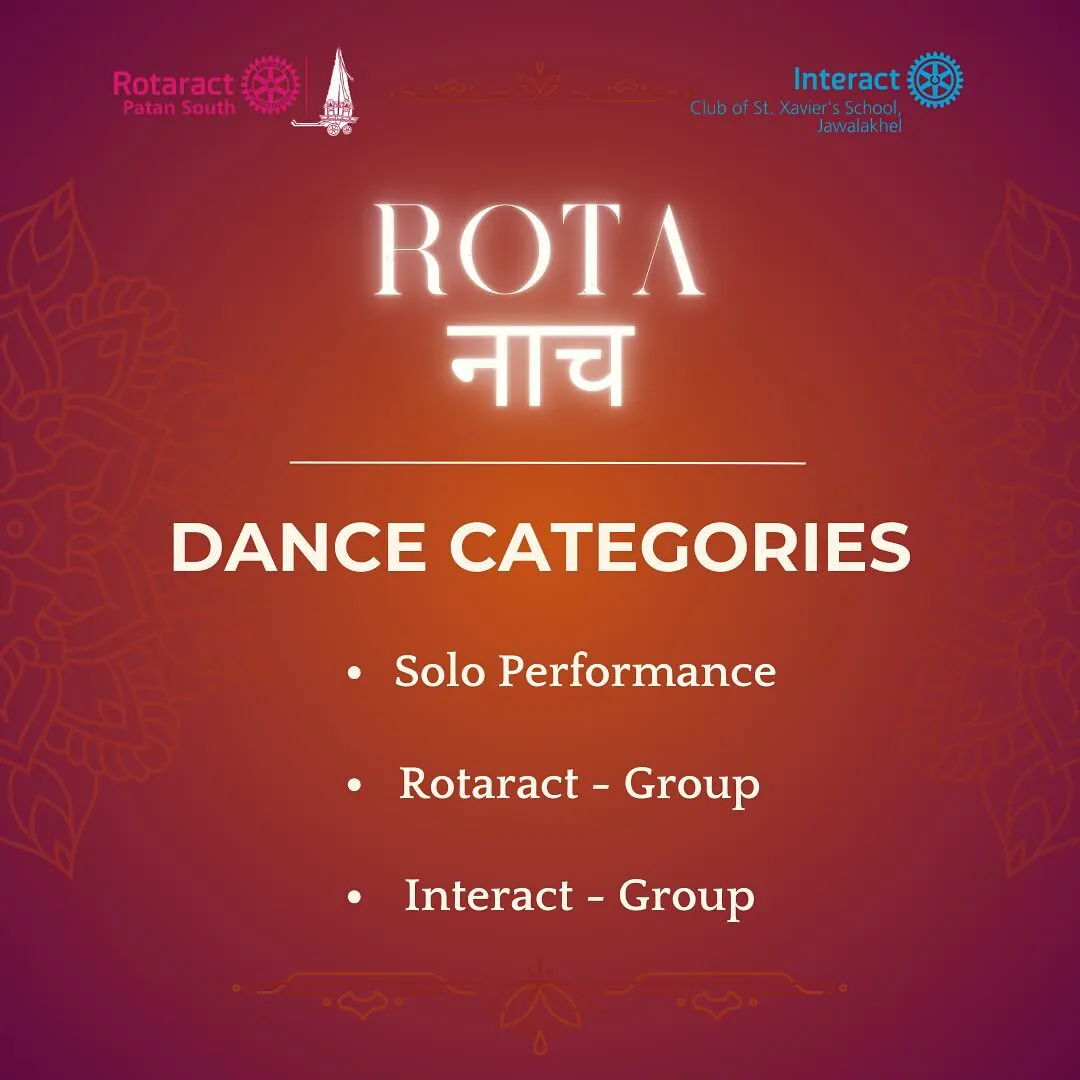 Rotaract
Patan South
Interact
Club of St. Xavier's School,
Jawalakhel
ROTA
नाच
DANCE CATEGORIES
• Solo Performance
• Rotaract - Group
• Interact - Group